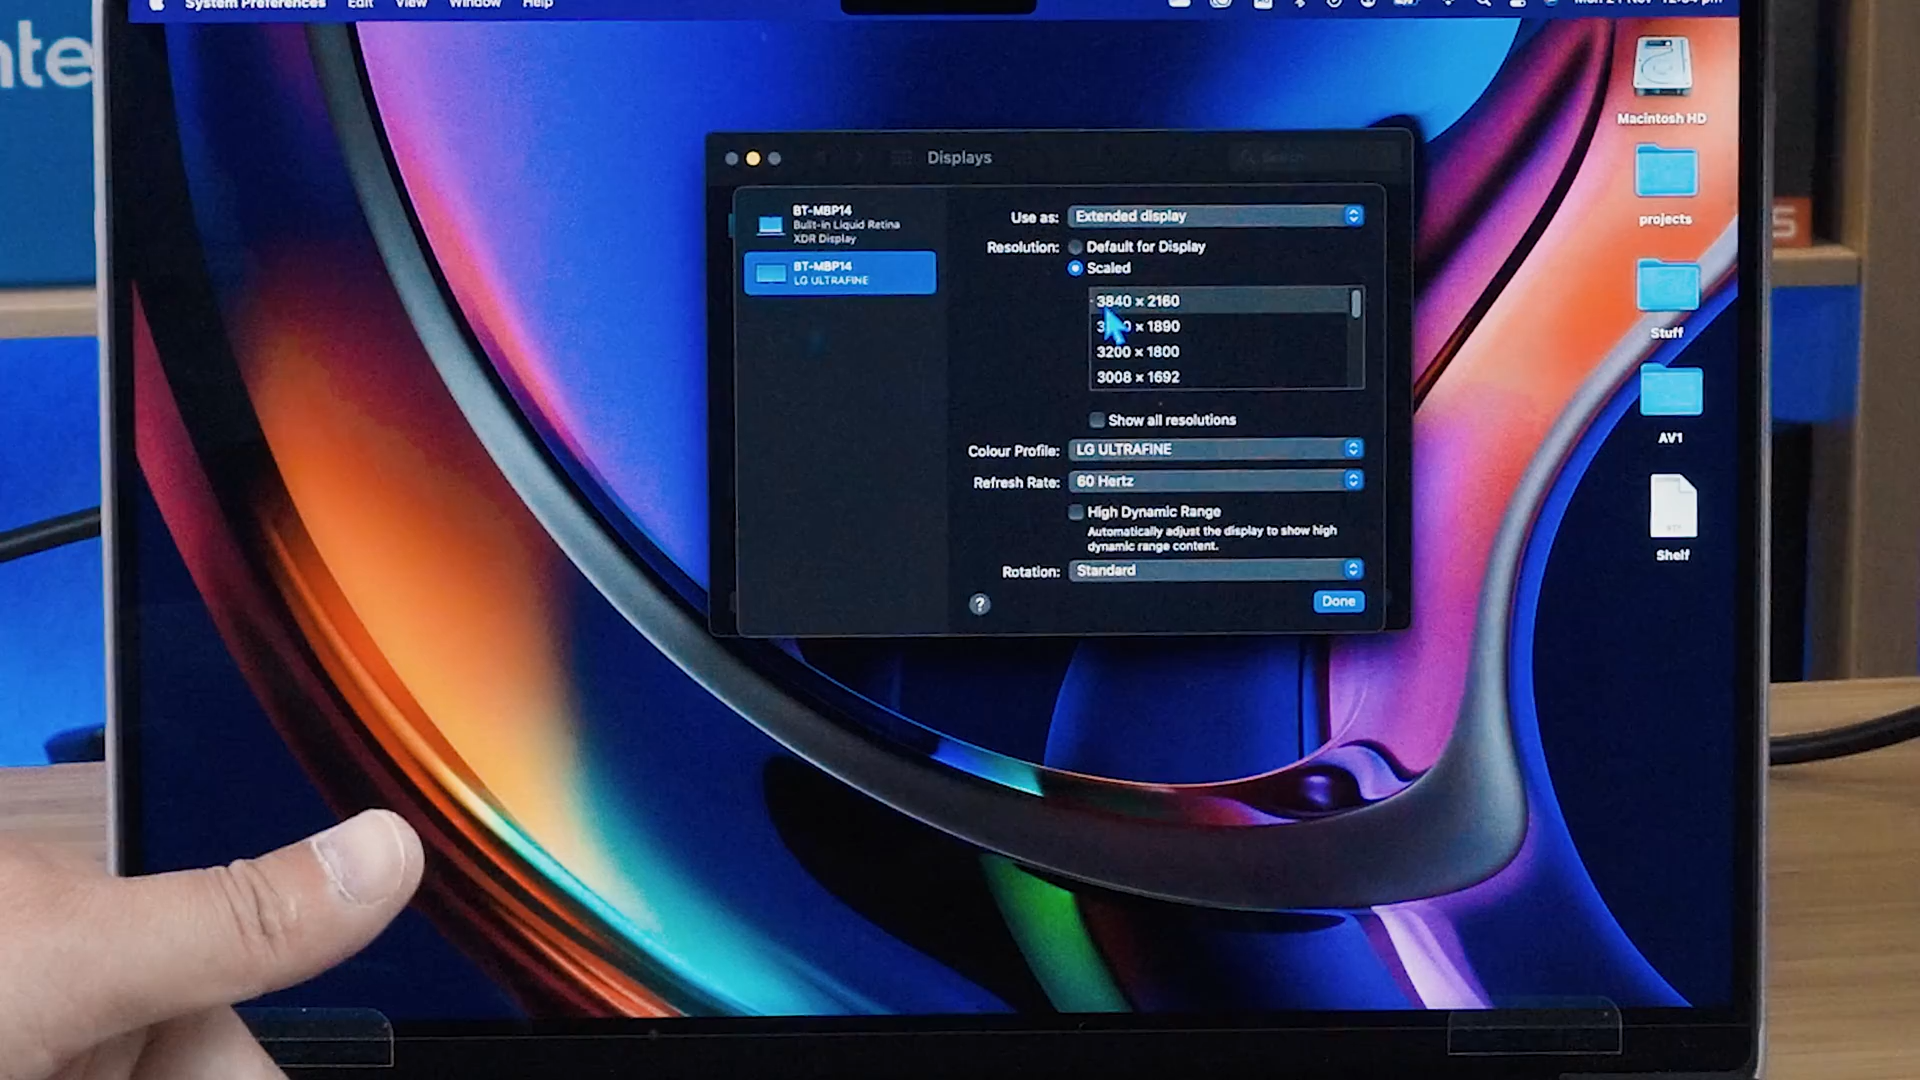 System Preferences Edit View Window Help
nte
Displays
BT-MBP14
Built-in Liquid Retina
XDR Display
BT-MBP14
LG ULTRAFINE
Use as: Extended display
Resolution: Default for Display
Scaled
3840 × 2160
× 1890
3200 × 1800
3008 × 1692
Show all resolutions
Colour Profile: LG ULTRAFINE
Refresh Rate: 60 Hertz
High Dynamic Range
Automatically adjust the display to show high
dynamic range content.
Rotation: Standard
?
Done
Macintosh HD
projects
Stuff
AV1
Shelf